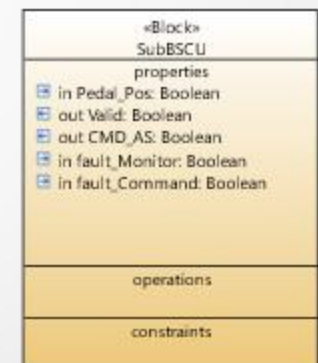 «Block»
SubBSCU
properties
in Pedal_Pos: Boolean
out Valid: Boolean
out CMD_AS: Boolean
in fault_Monitor: Boolean
in fault_Command: Boolean
operations
constraints